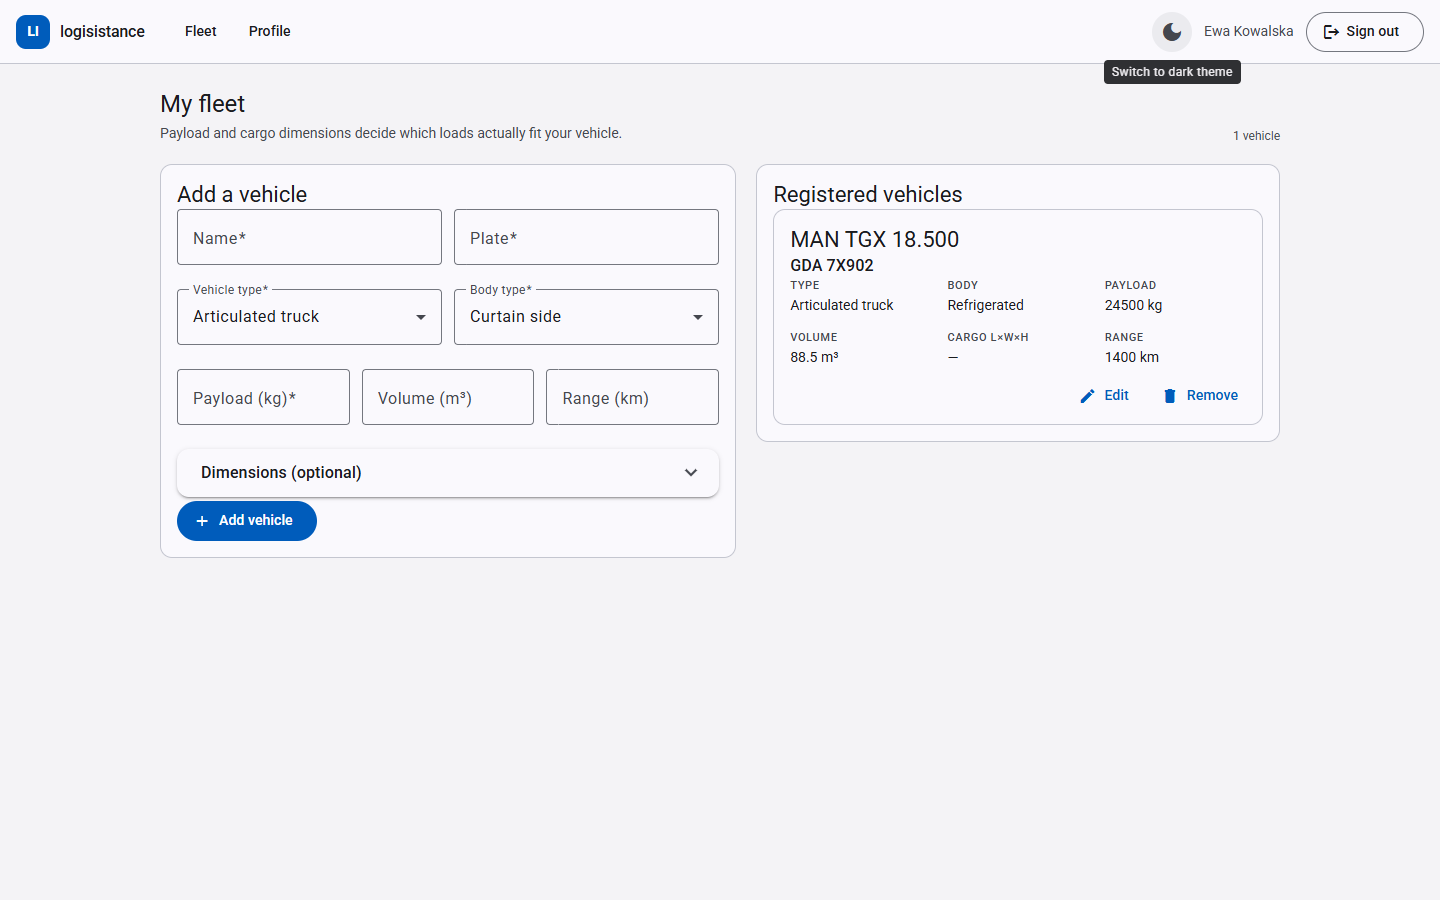 LI logisistance Fleet Profile Ewa Kowalska Sign out
Switch to dark theme
My fleet
Payload and cargo dimensions decide which loads actually fit your vehicle.
1 vehicle
Add a vehicle
Name*
Plate*
Vehicle type*
Articulated truck
Body type*
Curtain side
Payload (kg)*
Volume (m³)
Range (km)
Dimensions (optional)
Add vehicle
Registered vehicles
MAN TGX 18.500
GDA 7X902
TYPE BODY PAYLOAD
Articulated truck Refrigerated 24500 kg
VOLUME CARGO L×W×H RANGE
88.5 m³ — 1400 km
Edit Remove